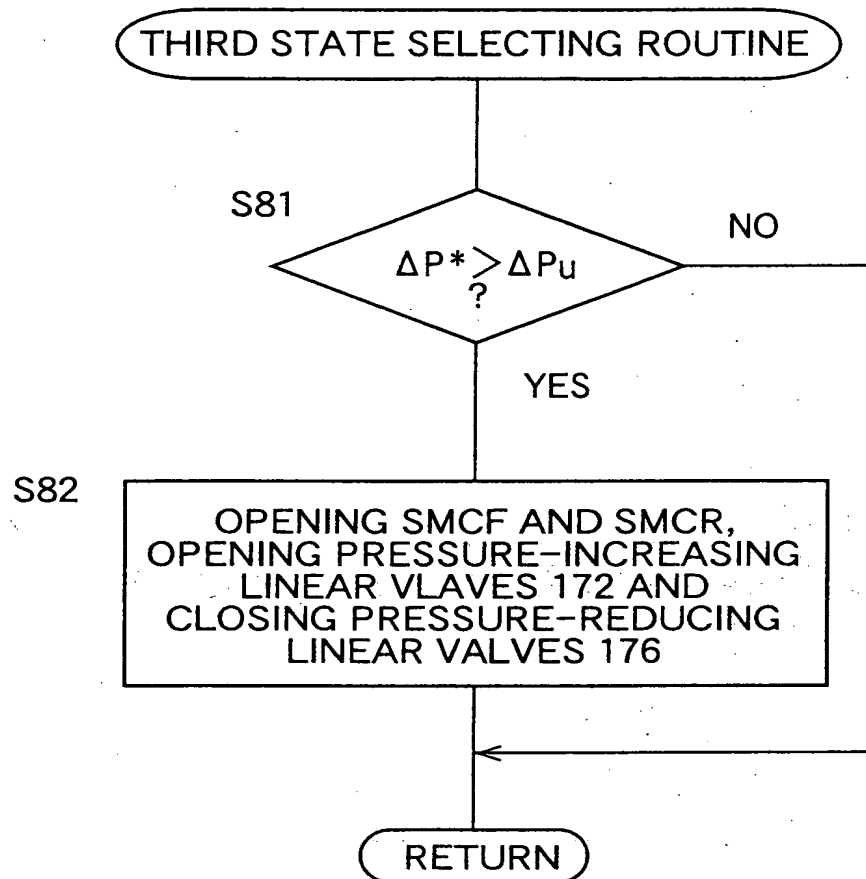 THIRD STATE SELECTING ROUTINE
S81
ΔP*>ΔPu
?
NO
YES
S82
OPENING SMCF AND SMCR,
OPENING PRESSURE-INCREASING
LINEAR VLAVES 172 AND
CLOSING PRESSURE-REDUCING
LINEAR VALVES 176
RETURN